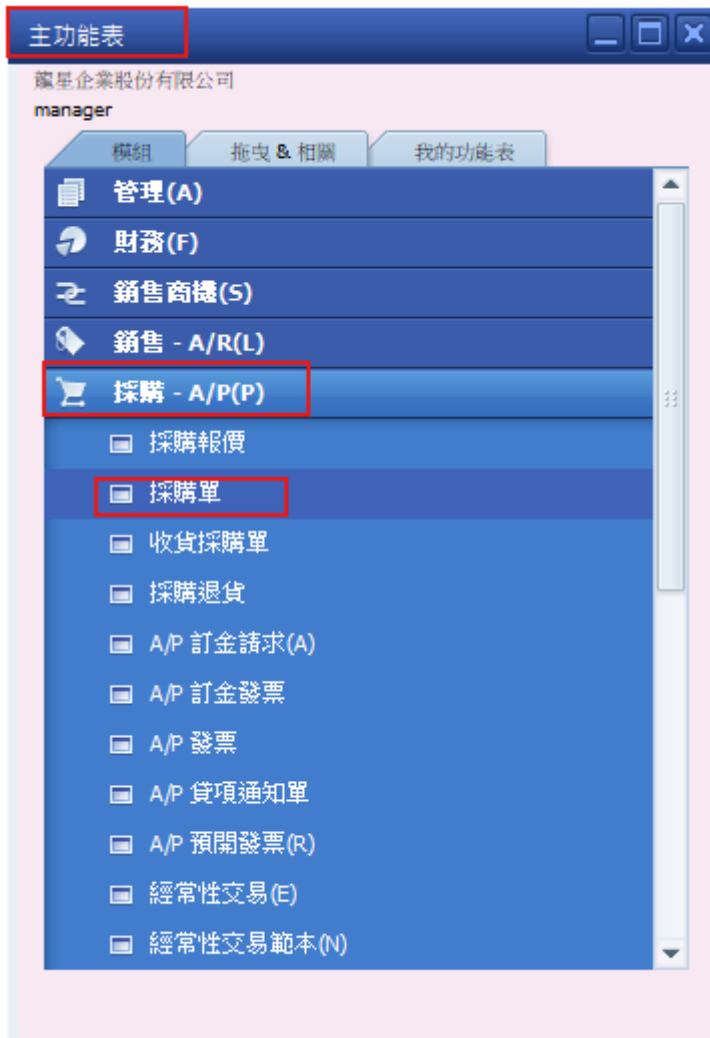 主功能表
龍星企業股份有限公司
manager
模組 拖曳 & 相關 我的功能表
管理(A)
財務(F)
銷售商機(S)
銷售 - A/R(L)
採購 - A/P(P)
採購報價
採購單
收貨採購單
採購退貨
A/P 訂金請求(A)
A/P 訂金發票
A/P 發票
A/P 貸項通知單
A/P 預開發票(R)
經常性交易(E)
經常性交易範本(N)